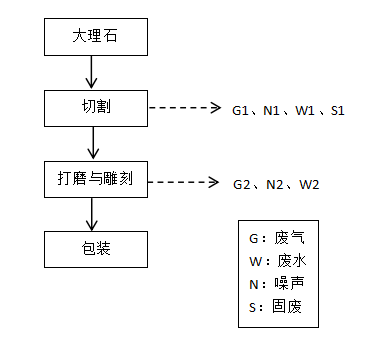 大理石
切割
G1、N1、W1、S1
打磨与雕刻
G2、N2、W2
包装
G：废气
W：废水
N：噪声
S：固废